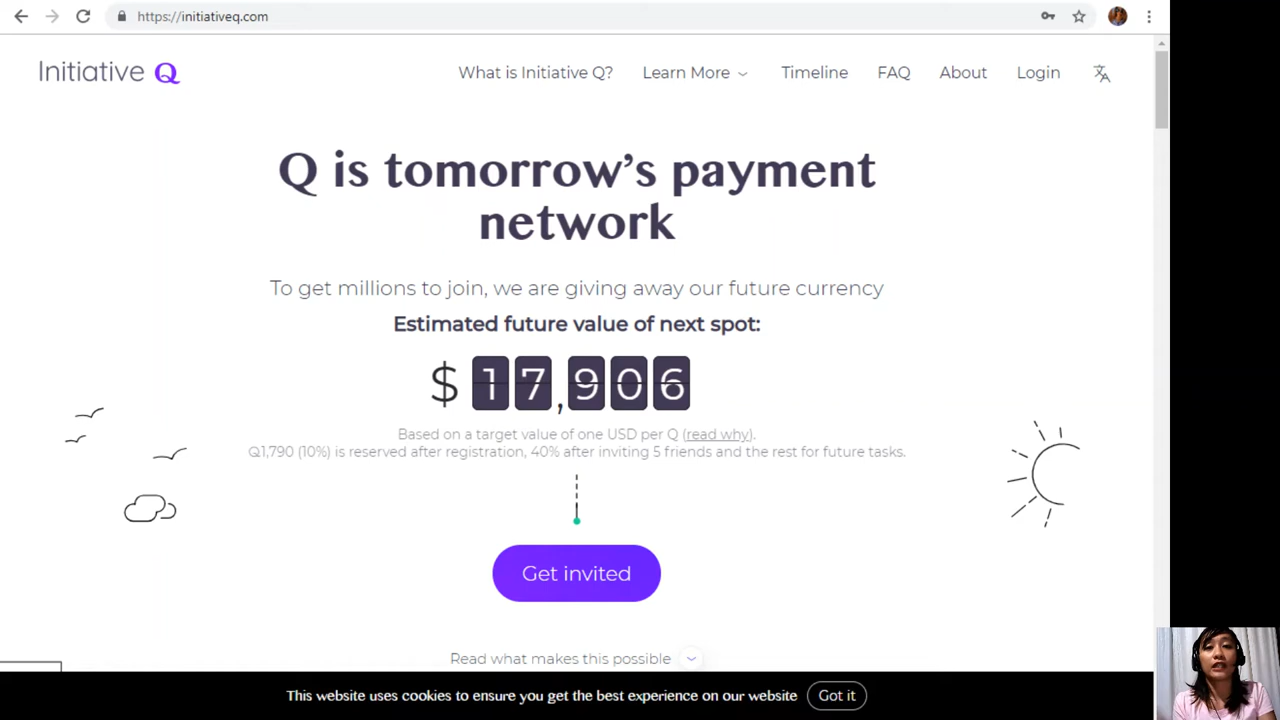 https://initiativeq.com
Initiative Q
What is Initiative Q? Learn More Timeline FAQ About Login
Q is tomorrow's payment
network
To get millions to join, we are giving away our future currency
Estimated future value of next spot:
$ 17,906
Based on a target value of one USD per Q (read why).
Q1,790 (10%) is reserved after registration, 40% after inviting 5 friends and the rest for future tasks.
Get invited
Read what makes this possible
This website uses cookies to ensure you get the best experience on our website Got it